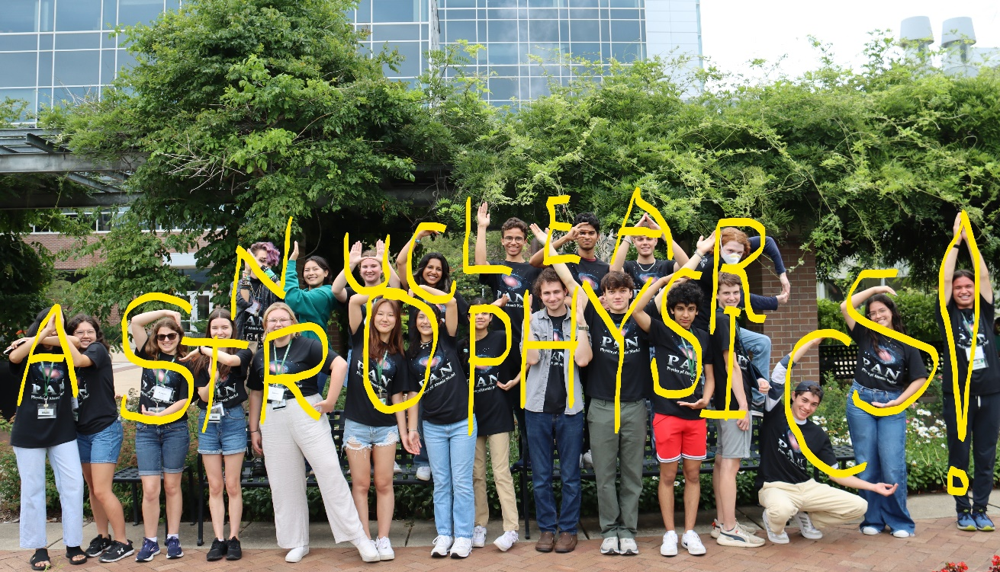 NUCLEAR
ASTROPHYSICS!
PAN
Physics of Atomic Nuclei